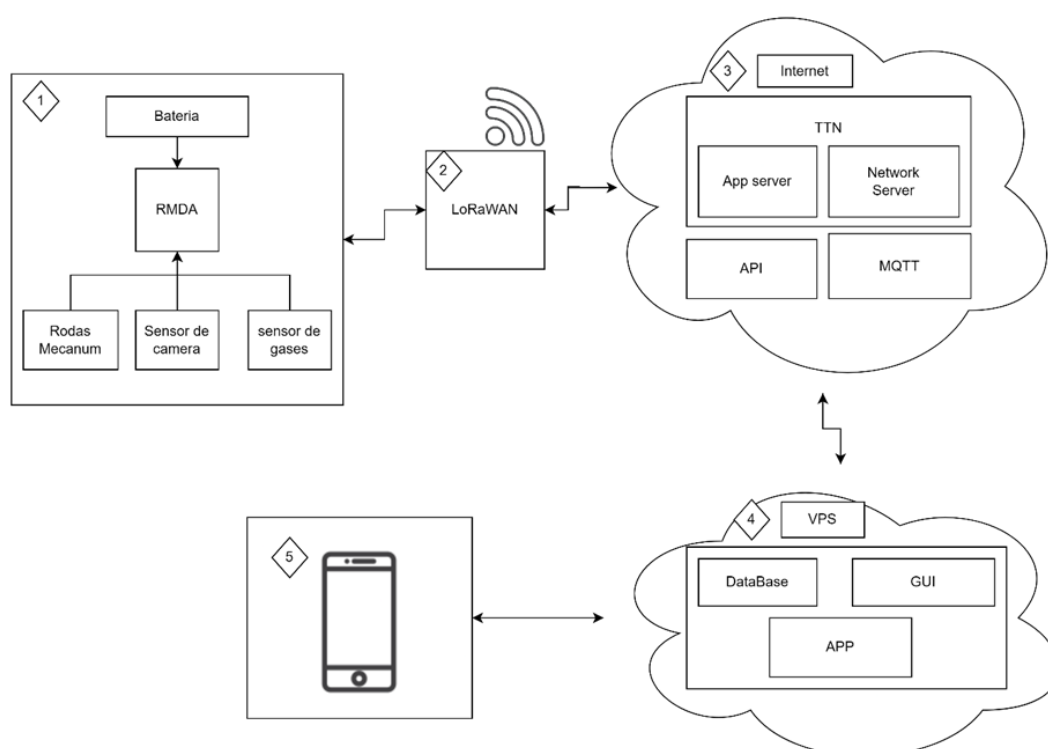 1
Bateria
RMDA
Rodas
Mecanum
Sensor de
camera
sensor de
gases
2
LoRaWAN
3
Internet
TTN
App server
Network
Server
API
MQTT
4
VPS
DataBase
GUI
APP
5